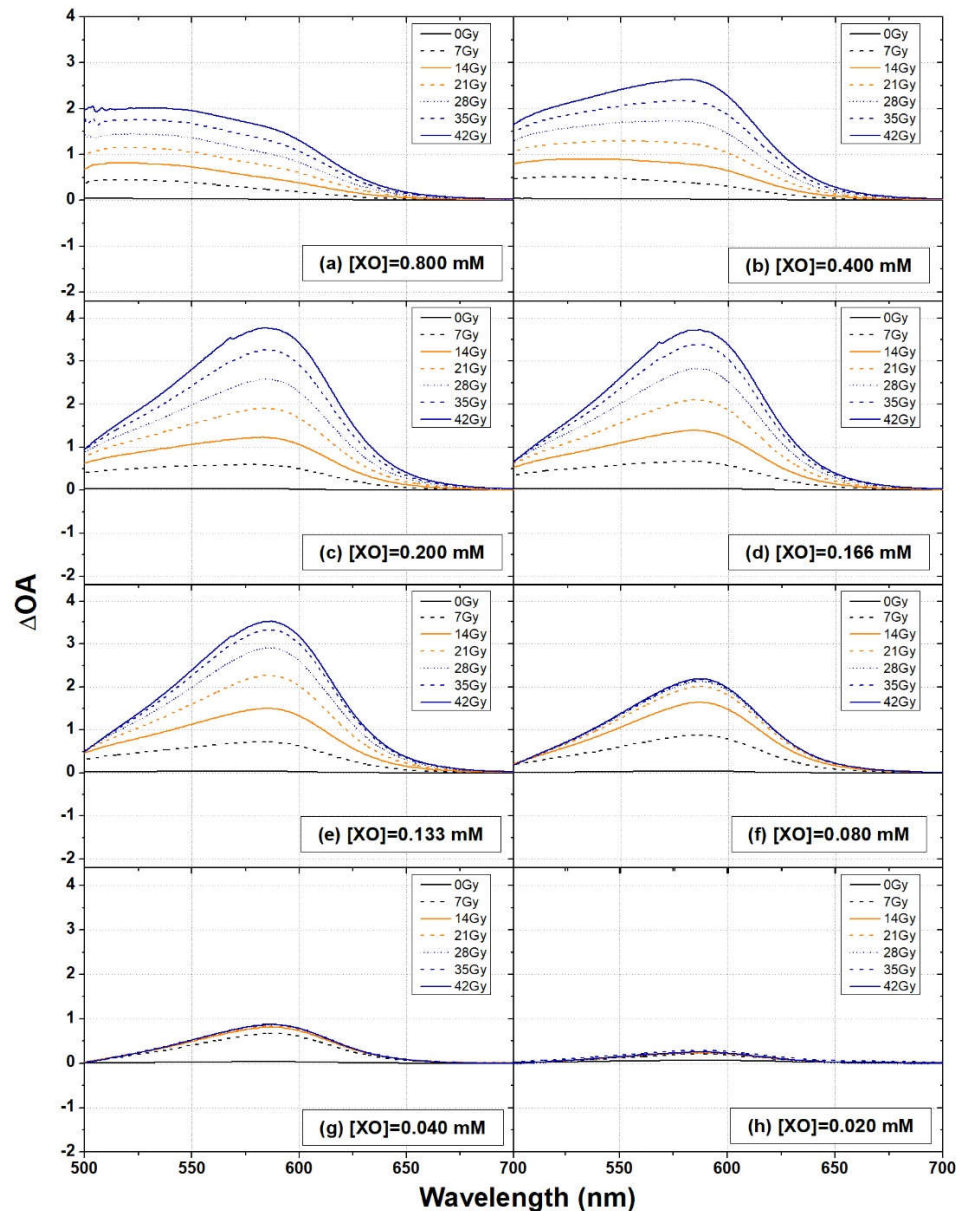 4
3
2
1
0
-1
-2
0Gy
7Gy
14Gy
21Gy
28Gy
35Gy
42Gy
(a) [XO]=0.800 mM
0Gy
7Gy
14Gy
21Gy
28Gy
35Gy
42Gy
(b) [XO]=0.400 mM
4
3
2
1
0
-1
-2
0Gy
7Gy
14Gy
21Gy
28Gy
35Gy
42Gy
(c) [XO]=0.200 mM
0Gy
7Gy
14Gy
21Gy
28Gy
35Gy
42Gy
(d) [XO]=0.166 mM
ΔOA
4
3
2
1
0
-1
-2
0Gy
7Gy
14Gy
21Gy
28Gy
35Gy
42Gy
(e) [XO]=0.133 mM
0Gy
7Gy
14Gy
21Gy
28Gy
35Gy
42Gy
(f) [XO]=0.080 mM
4
3
2
1
0
-1
-2
0Gy
7Gy
14Gy
21Gy
28Gy
35Gy
42Gy
(g) [XO]=0.040 mM
0Gy
7Gy
14Gy
21Gy
28Gy
35Gy
42Gy
(h) [XO]=0.020 mM
500 550 600 650 700 550 600 650 700
Wavelength (nm)